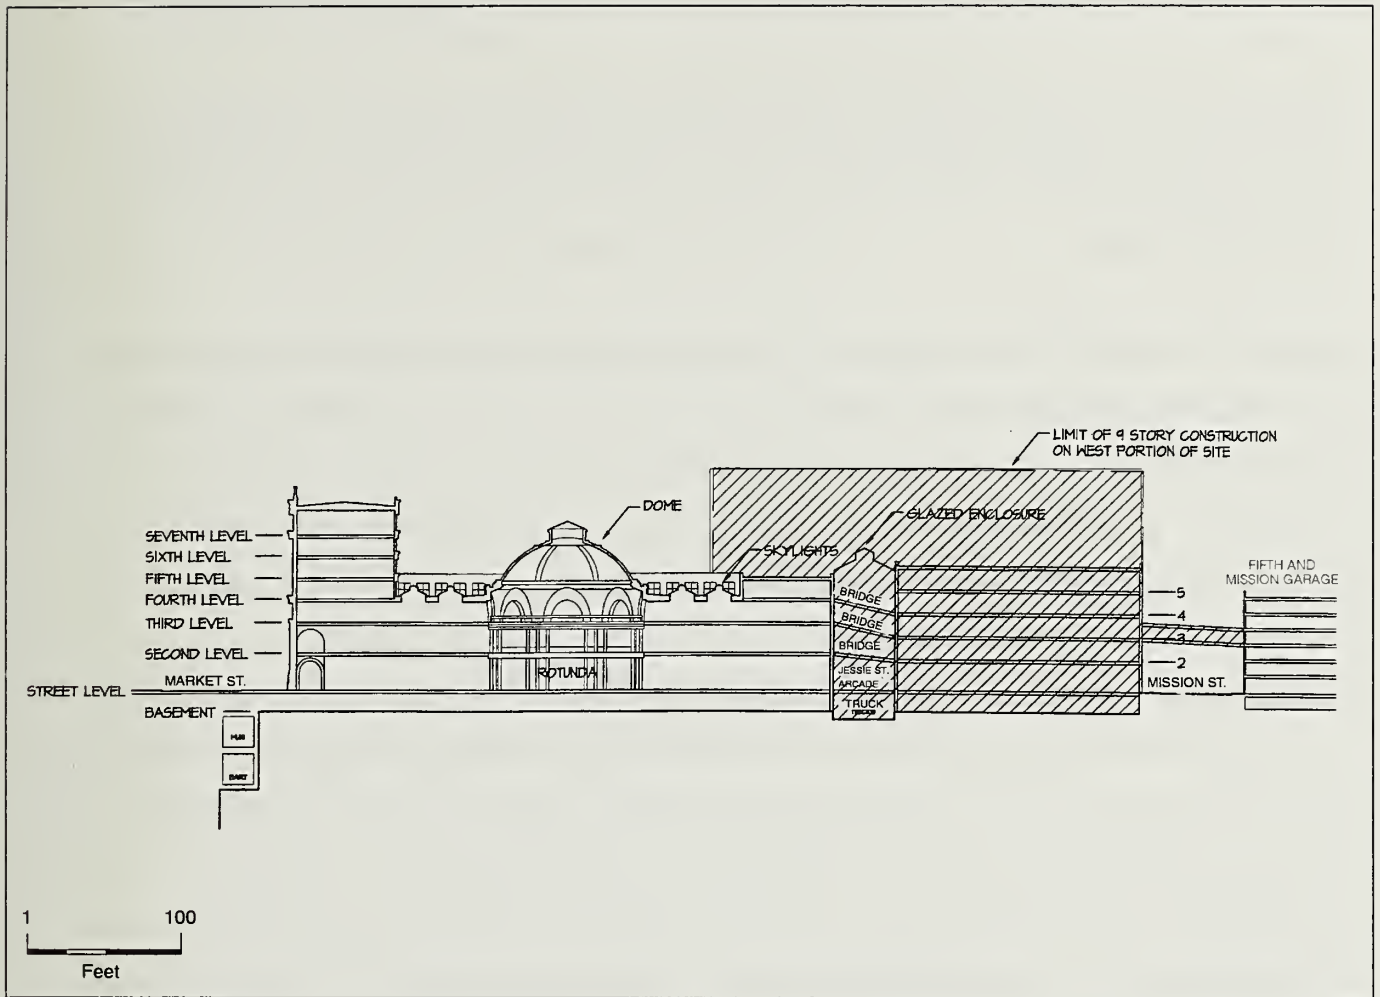 LIMIT OF 9 STORY CONSTRUCTION
ON WEST PORTION OF SITE
DOME
GLAZED ENCLOSURE
SKYLIGHTS
SEVENTH LEVEL
SIXTH LEVEL
FIFTH LEVEL
FOURTH LEVEL
THIRD LEVEL
SECOND LEVEL
MARKET ST.
STREET LEVEL
BASEMENT
MUNI
BART
ROTUNDA
BRIDGE
BRIDGE
BRIDGE
JESSIE ST.
ARCADE
TRUCK
5
4
3
2
MISSION ST.
FIFTH AND
MISSION GARAGE
1 100
Feet